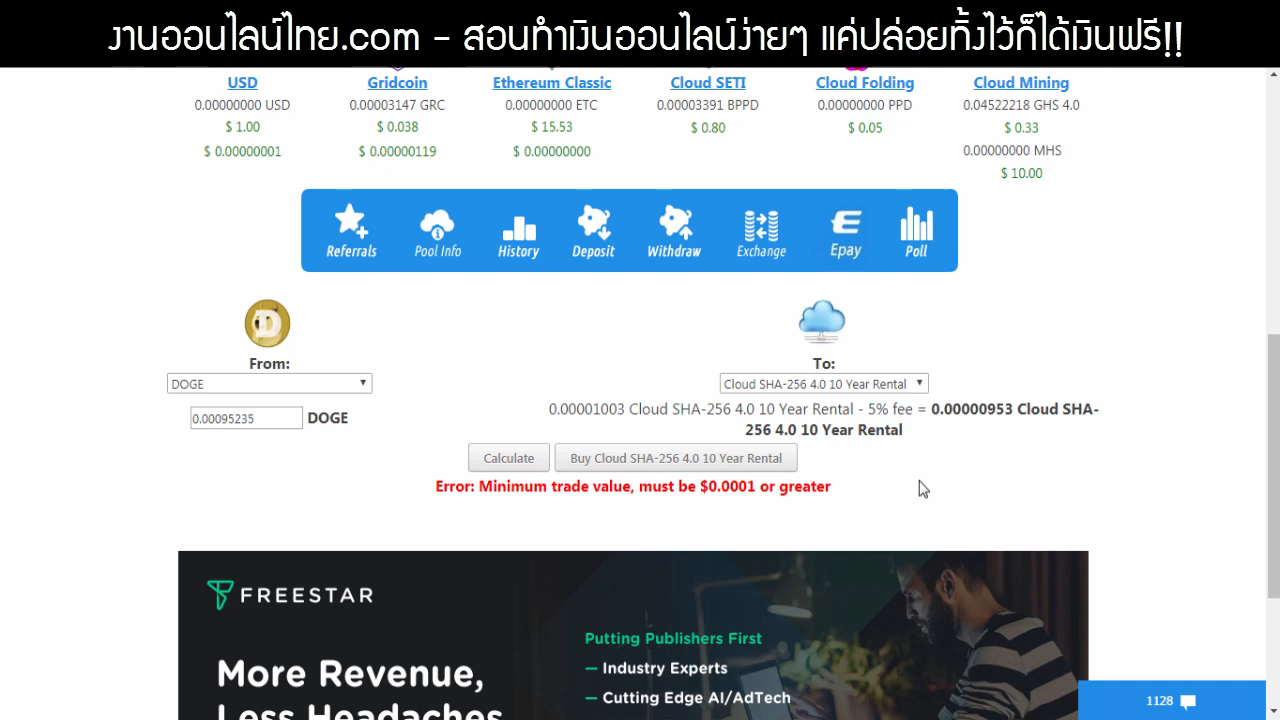 งานออนไลน์ไทย.com - สอนทำเงินออนไลน์ง่ายๆ แค่ปล่อยทิ้งไว้ก็ได้เงินฟรี!!
USD Gridcoin Ethereum Classic Cloud SETI Cloud Folding Cloud Mining
0.00000000 USD 0.00003147 GRC 0.00000000 ETC 0.00003391 BPPD 0.00000000 PPD 0.04522218 GHS 4.0
$ 1.00 $ 0.038 $ 15.53 $ 0.80 $ 0.05 $ 0.33
$ 0.00000001 $ 0.00000119 $ 0.00000000 0.00000000 MHS
$ 10.00
Referrals Pool Info History Deposit Withdraw Exchange Epay Poll
From: To:
DOGE Cloud SHA-256 4.0 10 Year Rental
0.00095235 DOGE 0.00001003 Cloud SHA-256 4.0 10 Year Rental - 5% fee = 0.00000953 Cloud SHA-
256 4.0 10 Year Rental
Calculate Buy Cloud SHA-256 4.0 10 Year Rental
Error: Minimum trade value, must be $0.0001 or greater
FREESTAR
Putting Publishers First
More Revenue, — Industry Experts
— Cutting Edge AI/AdTech
Less Headaches
1128